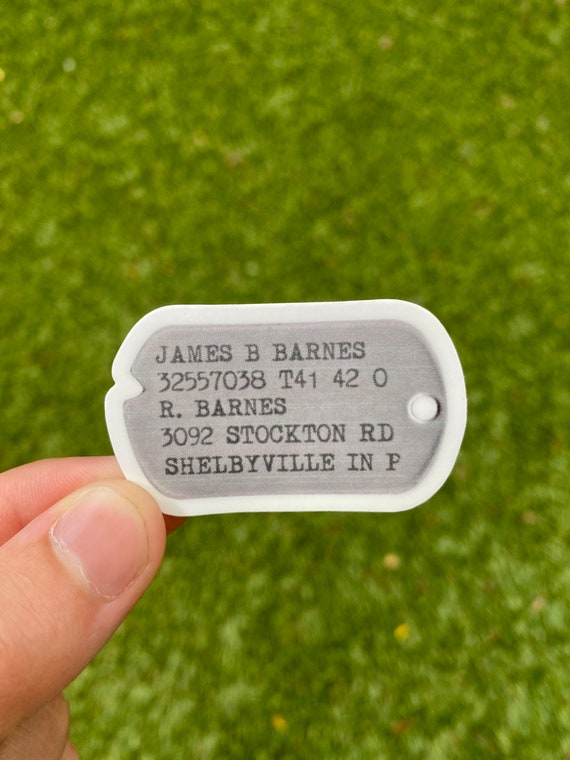 JAMES B BARNES
32557038 T41 42 O
R. BARNES
3092 STOCKTON RD
SHELBYVILLE IN P